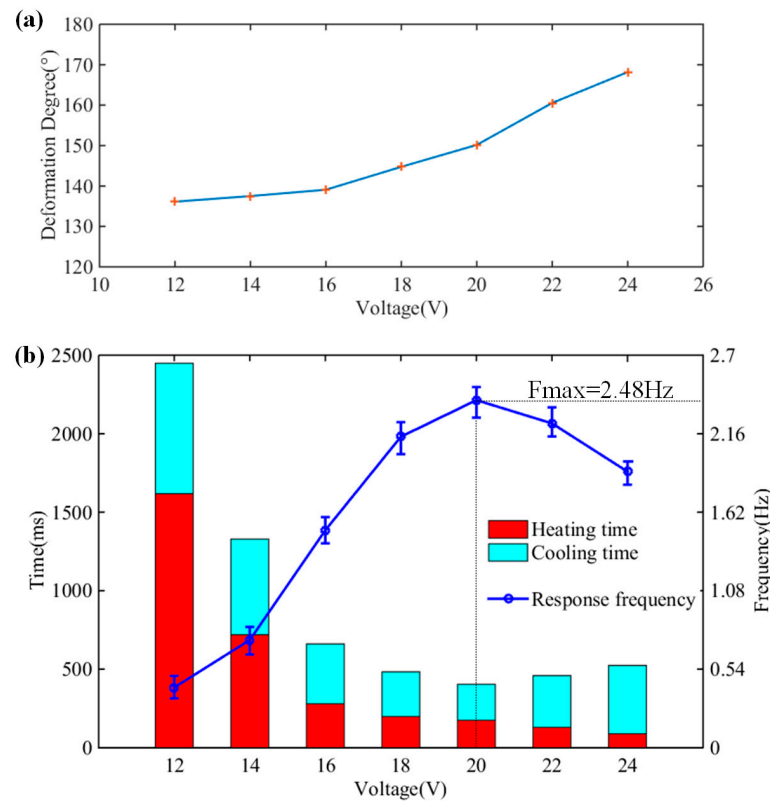 (a)
180
170
160
150
140
130
120
Deformation Degree(°)
10 12 14 16 18 20 22 24 26
Voltage(V)
(b)
2500
2000
1500
1000
500
0
Time(ms)
2.7
2.16
1.62
1.08
0.54
0
Frequency(Hz)
Fmax=2.48Hz
Heating time
Cooling time
Response frequency
12 14 16 18 20 22 24
Voltage(V)